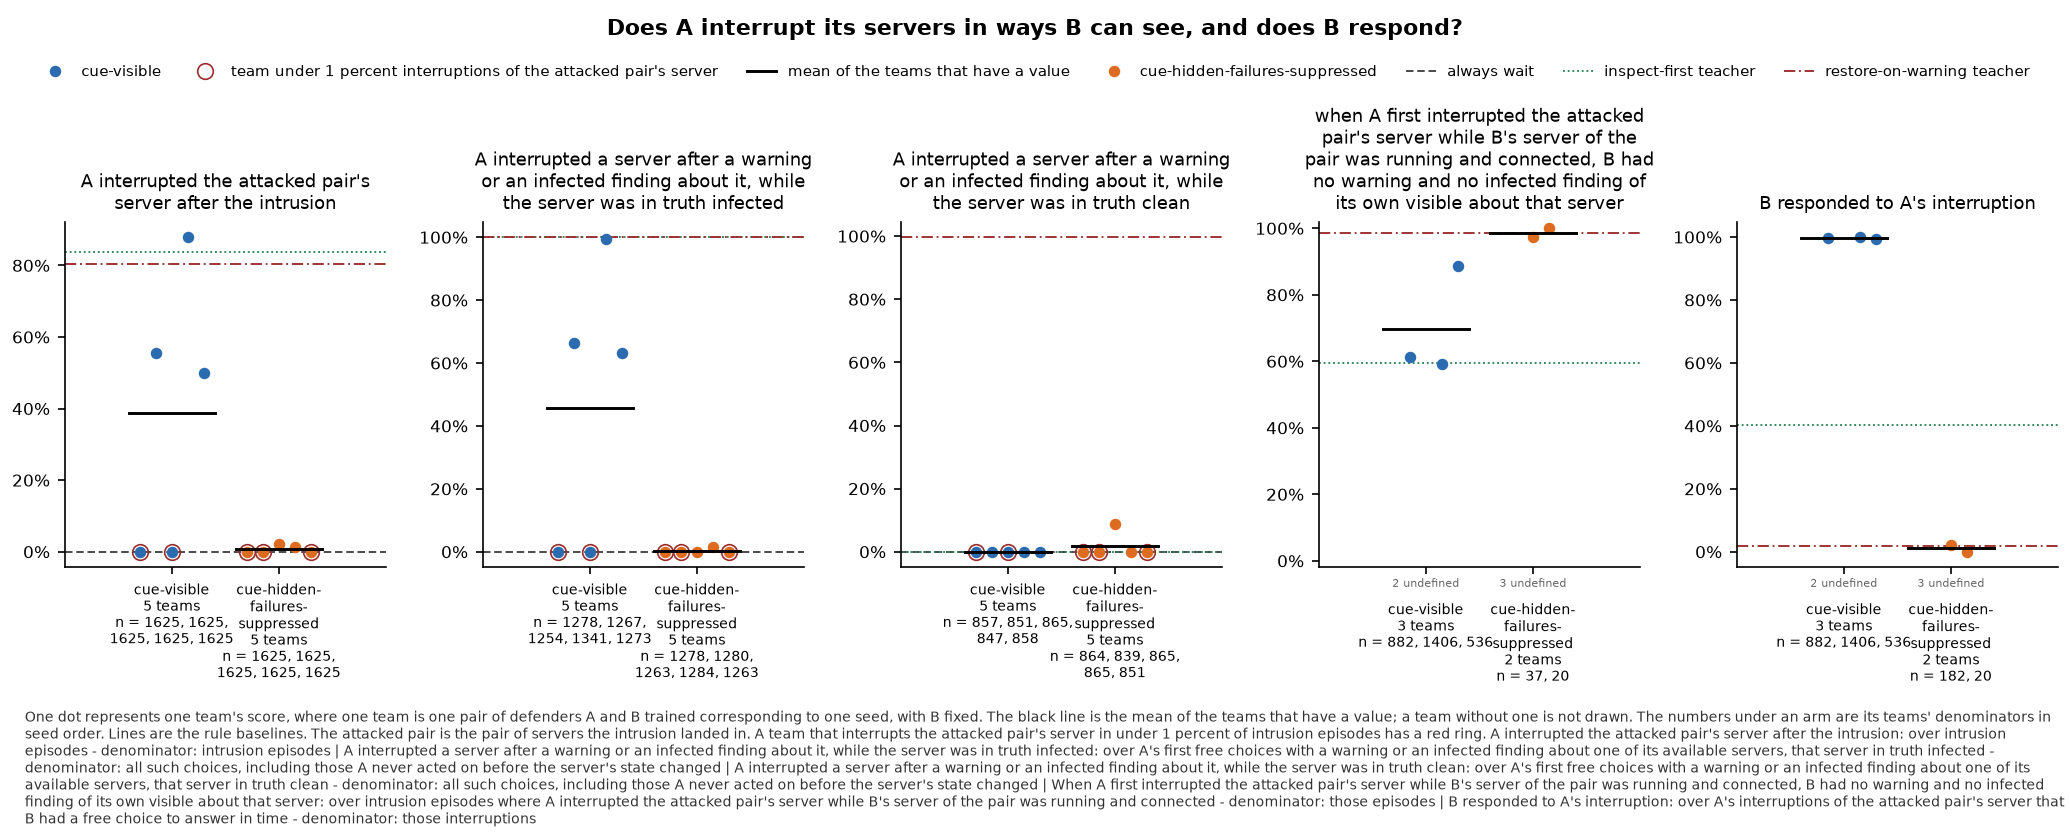 Does A interrupt its servers in ways B can see, and does B respond?
cue-visible
team under 1 percent interruptions of the attacked pair's server
mean of the teams that have a value
cue-hidden-failures-suppressed
always wait
inspect-first teacher
restore-on-warning teacher
A interrupted the attacked pair's
server after the intrusion
80%
60%
40%
20%
0%
cue-visible
5 teams
n = 1625, 1625,
1625, 1625, 1625
cue-hidden-
failures-
suppressed
5 teams
n = 1625, 1625,
1625, 1625, 1625
A interrupted a server after a warning
or an infected finding about it, while
the server was in truth infected
100%
80%
60%
40%
20%
0%
cue-visible
5 teams
n = 1278, 1267,
1254, 1341, 1273
cue-hidden-
failures-
suppressed
5 teams
n = 1278, 1280,
1263, 1284, 1263
A interrupted a server after a warning
or an infected finding about it, while
the server was in truth clean
100%
80%
60%
40%
20%
0%
cue-visible
5 teams
n = 857, 851, 865,
847, 858
cue-hidden-
failures-
suppressed
5 teams
n = 864, 839, 865,
865, 851
when A first interrupted the attacked
pair's server while B's server of the
pair was running and connected, B had
no warning and no infected finding of
its own visible about that server
100%
80%
60%
40%
20%
0%
2 undefined
cue-visible
3 teams
n = 882, 1406, 536
3 undefined
cue-hidden-
failures-
suppressed
2 teams
n = 37, 20
B responded to A's interruption
100%
80%
60%
40%
20%
0%
2 undefined
cue-visible
3 teams
n = 882, 1406, 536
3 undefined
cue-hidden-
failures-
suppressed
2 teams
n = 182, 20
One dot represents one team's score, where one team is one pair of defenders A and B trained corresponding to one seed, with B fixed. The black line is the mean of the teams that have a value; a team without one is not drawn. The numbers under an arm are its teams' denominators in
seed order. Lines are the rule baselines. The attacked pair is the pair of servers the intrusion landed in. A team that interrupts the attacked pair's server in under 1 percent of intrusion episodes has a red ring. A interrupted the attacked pair's server after the intrusion: over intrusion
episodes - denominator: intrusion episodes | A interrupted a server after a warning or an infected finding about it, while the server was in truth infected: over A's first free choices with a warning or an infected finding about one of its available servers, that server in truth infected -
denominator: all such choices, including those A never acted on before the server's state changed | A interrupted a server after a warning or an infected finding about it, while the server was in truth clean: over A's first free choices with a warning or an infected finding about one of its
available servers, that server in truth clean - denominator: all such choices, including those A never acted on before the server's state changed | When A first interrupted the attacked pair's server while B's server of the pair was running and connected, B had no warning and no infected
finding of its own visible about that server: over intrusion episodes where A interrupted the attacked pair's server while B's server of the pair was running and connected - denominator: those episodes | B responded to A's interruption: over A's interruptions of the attacked pair's server that
B had a free choice to answer in time - denominator: those interruptions